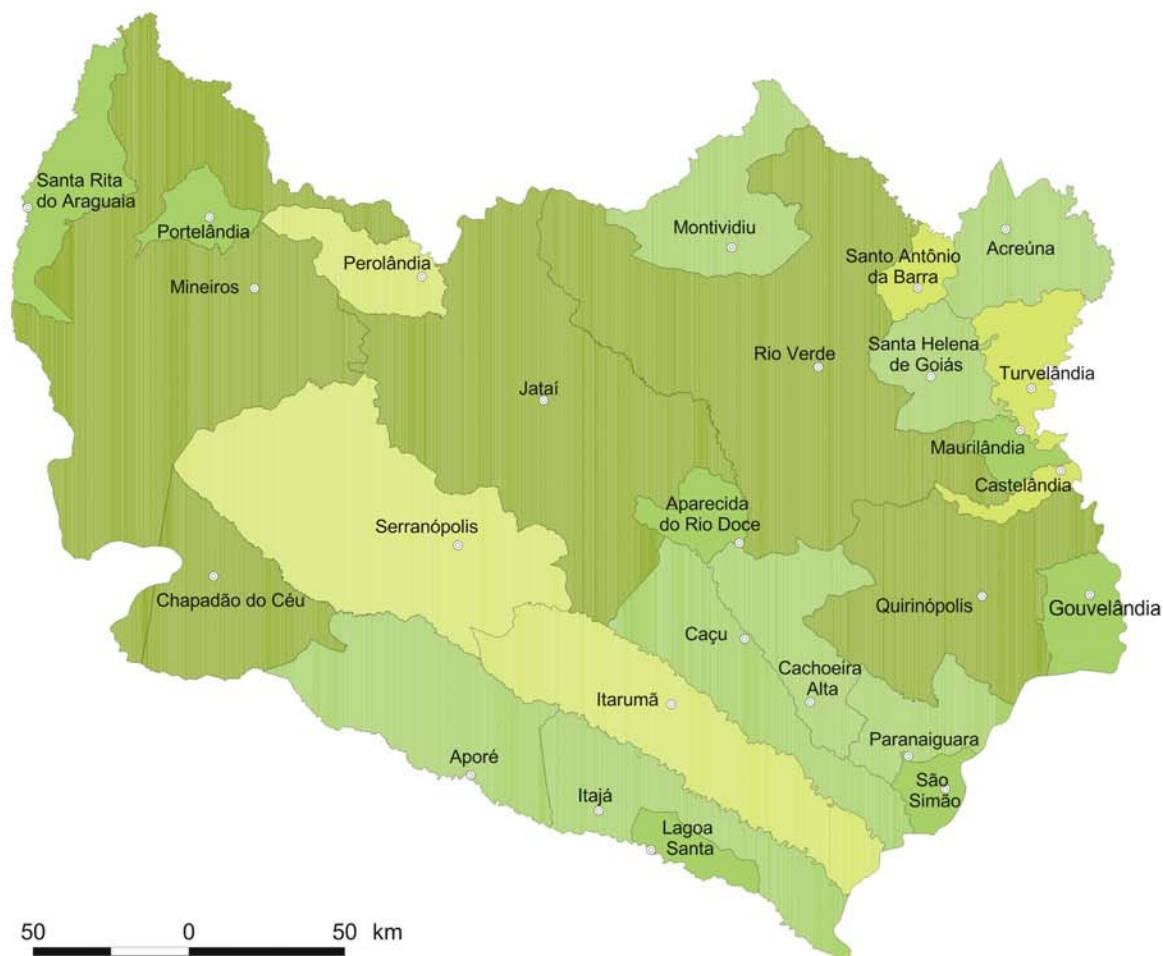 Santa Rita
do Araguaia
Portelândia
Montividiu
Acreúna
Santo Antônio
da Barra
Perolândia
Mineiros
Rio Verde
Santa Helena
de Goiás
Turvelândia
Jataí
Maurilândia
Castelândia
Aparecida
do Rio Doce
Serranópolis
Chapadão do Céu
Quirinópolis
Gouvelândia
Caçu
Cachoeira
Alta
Itarumã
Paranaiguara
Aporé
São
Simão
Itajá
Lagoa
Santa
50 0 50 km